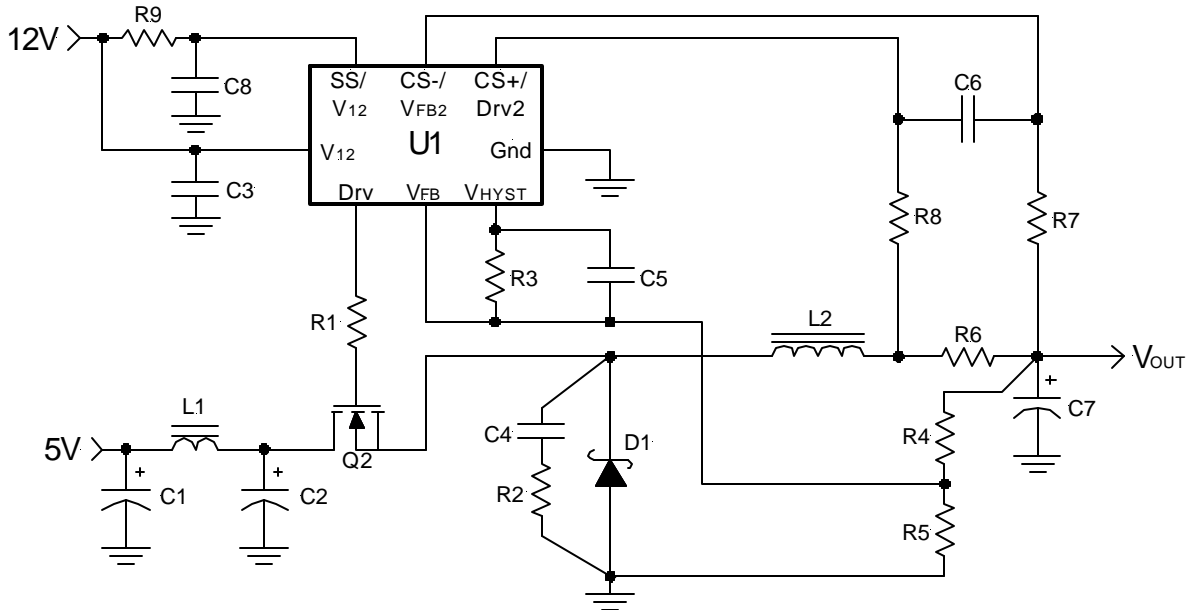 R9
12V
C8
SS/
V12
CS-/
VFB2
CS+/
Drv2
C6
U1
V12
Gnd
C3
Drv
VFB
VHYST
R8
R7
R3
C5
R1
L2
R6
VOUT
+
C7
L1
5V
Q2
C4
D1
R4
+
C1
+
C2
R2
R5